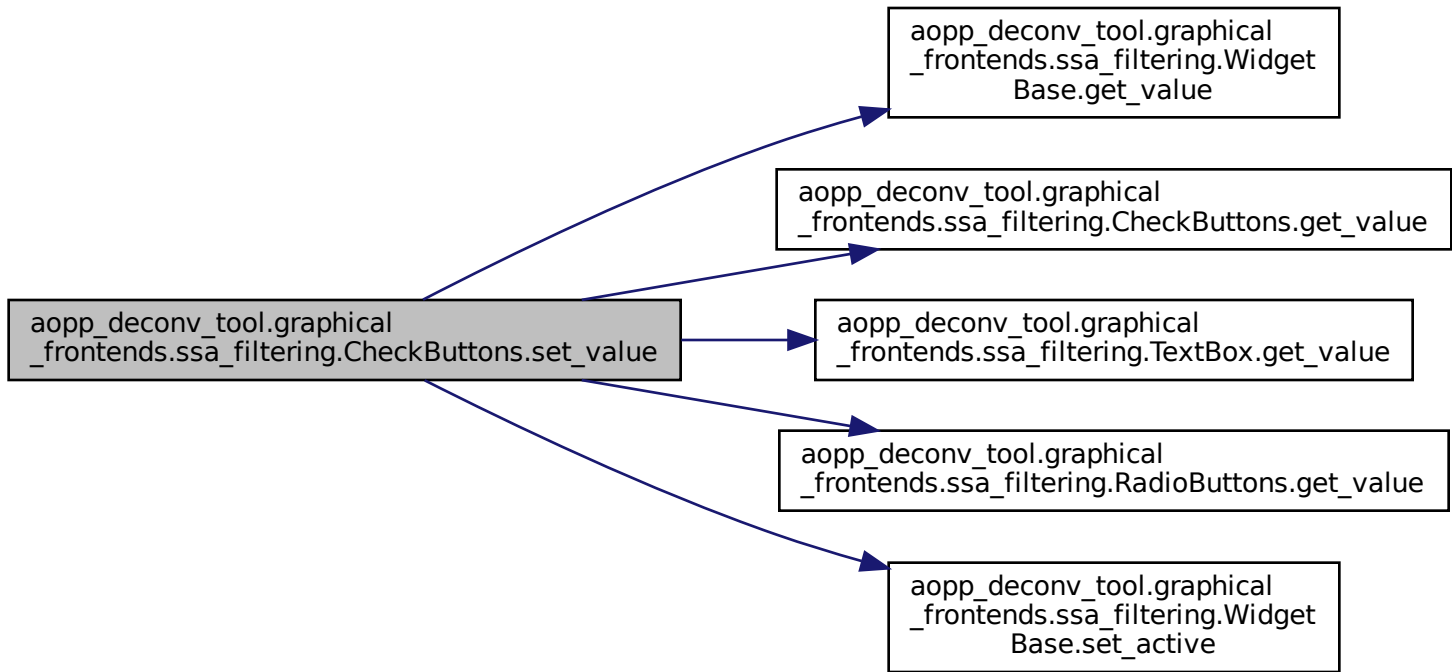 aopp_deconv_tool.graphical
_frontends.ssa_filtering.Widget
Base.get_value
aopp_deconv_tool.graphical
_frontends.ssa_filtering.CheckButtons.get_value
aopp_deconv_tool.graphical
_frontends.ssa_filtering.CheckButtons.set_value
aopp_deconv_tool.graphical
_frontends.ssa_filtering.TextBox.get_value
aopp_deconv_tool.graphical
_frontends.ssa_filtering.RadioButtons.get_value
aopp_deconv_tool.graphical
_frontends.ssa_filtering.Widget
Base.set_active